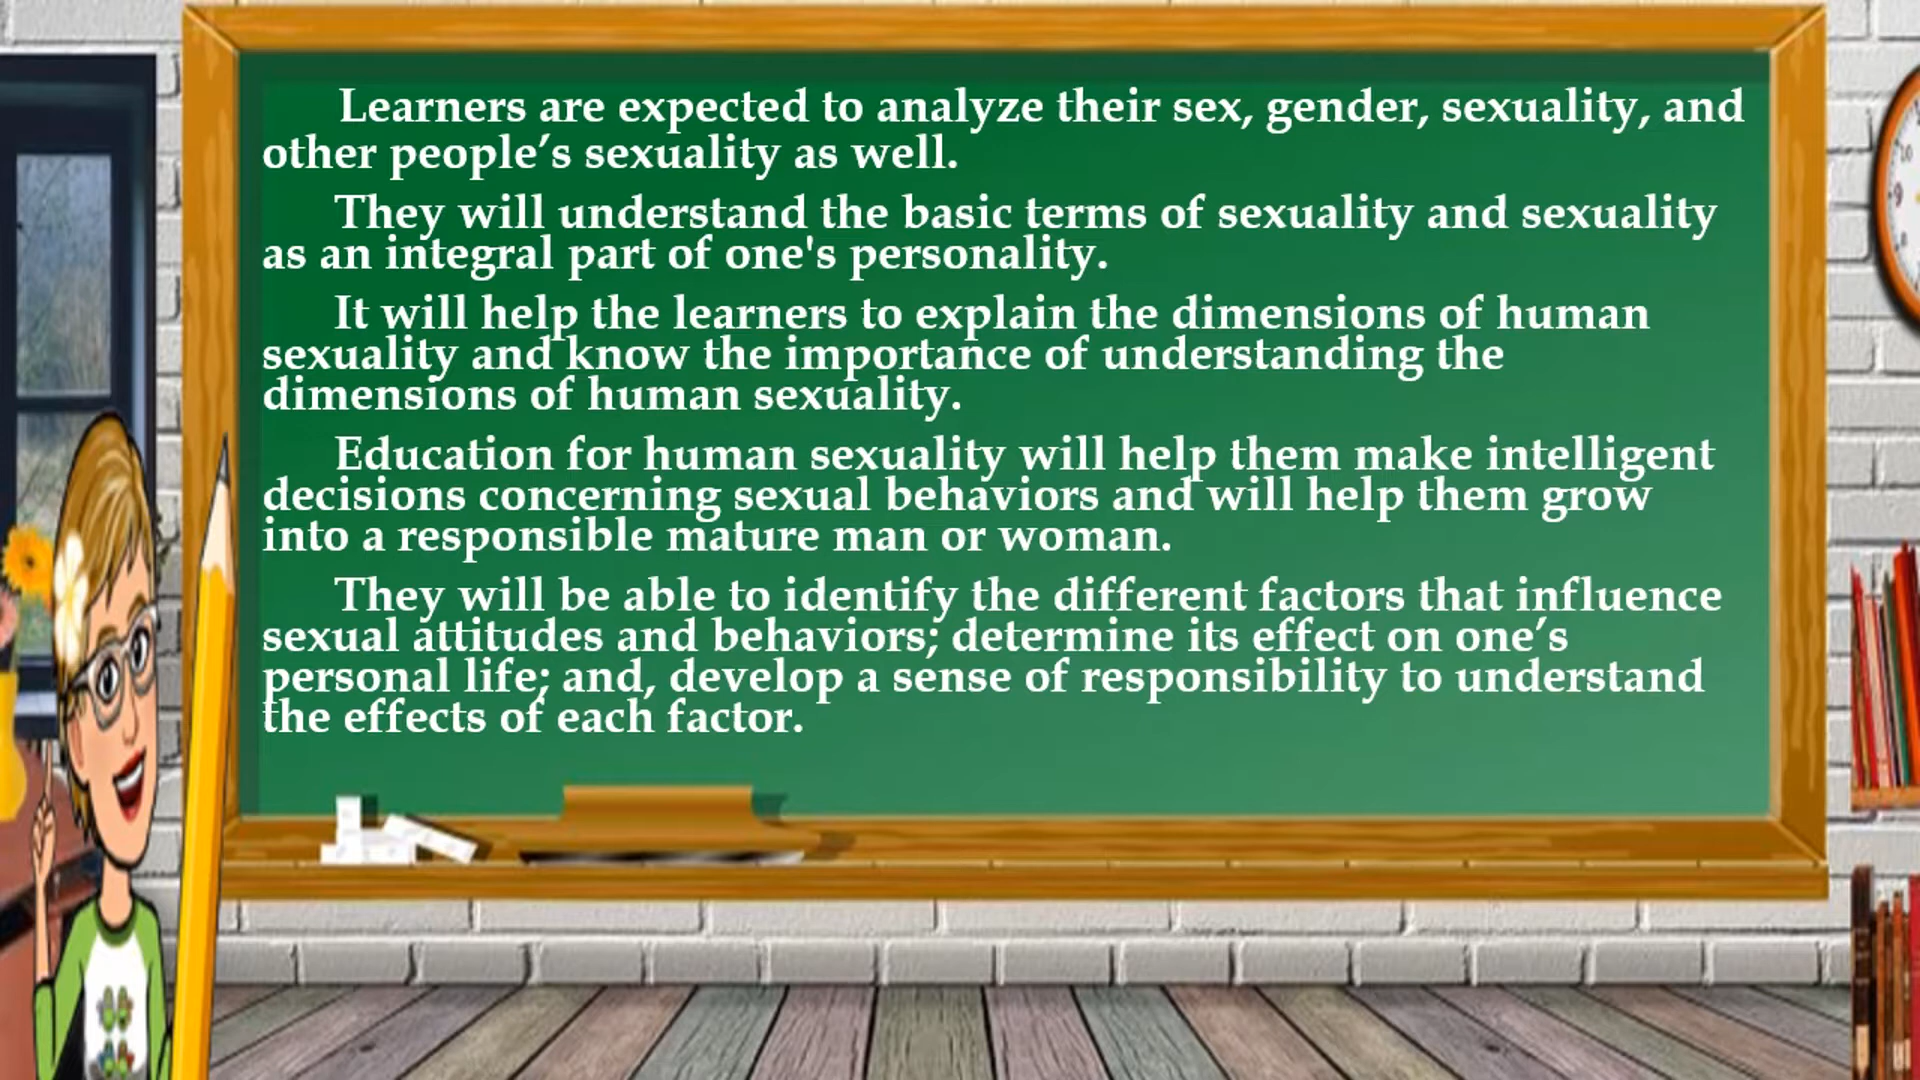 Learners are expected to analyze their sex, gender, sexuality, and
other people’s sexuality as well.
They will understand the basic terms of sexuality and sexuality
as an integral part of one's personality.
It will help the learners to explain the dimensions of human
sexuality and know the importance of understanding the
dimensions of human sexuality.
Education for human sexuality will help them make intelligent
decisions concerning sexual behaviors and will help them grow
into a responsible mature man or woman.
They will be able to identify the different factors that influence
sexual attitudes and behaviors; determine its effect on one’s
personal life; and, develop a sense of responsibility to understand
the effects of each factor.
10
9
8